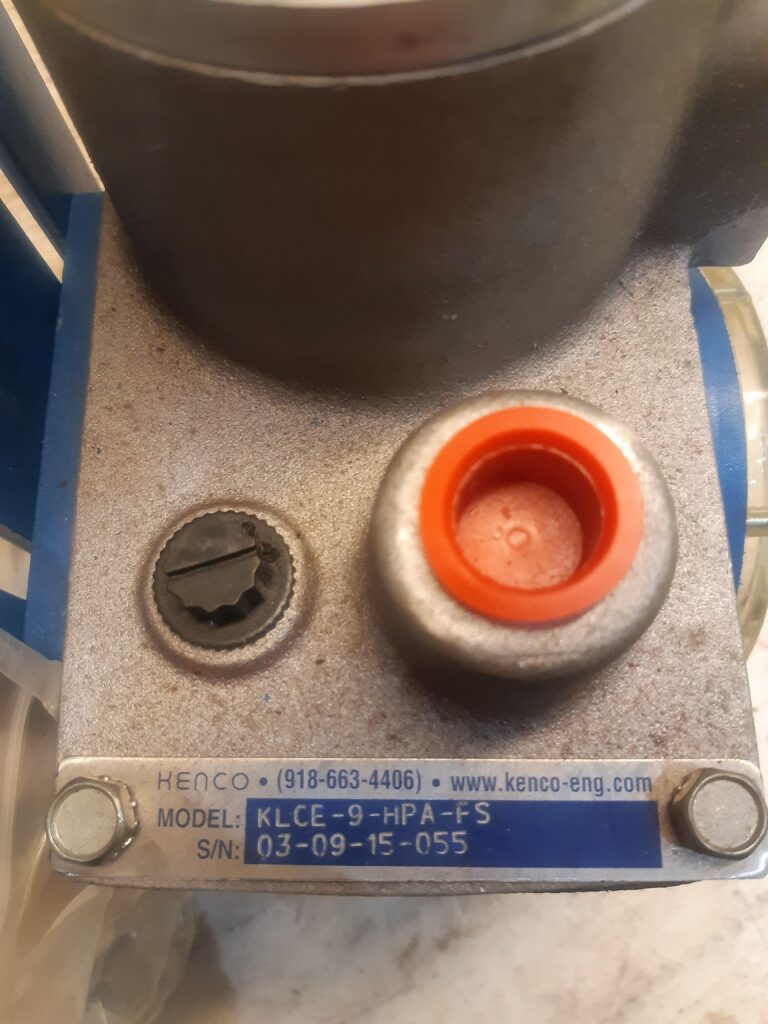 KENCO • (918-663-4406) • www.kenco-eng.com
MODEL: KLCE-9-HPA-FS
S/N: 03-09-15-055